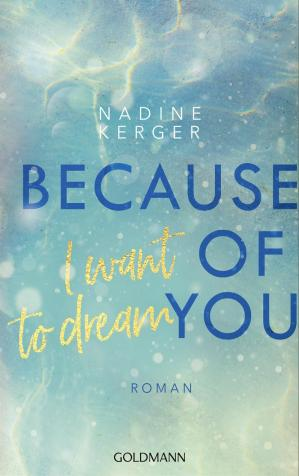 NADINE
KERGER
BECAUSE
I want OF
to dream YOU
ROMAN
GOLDMANN